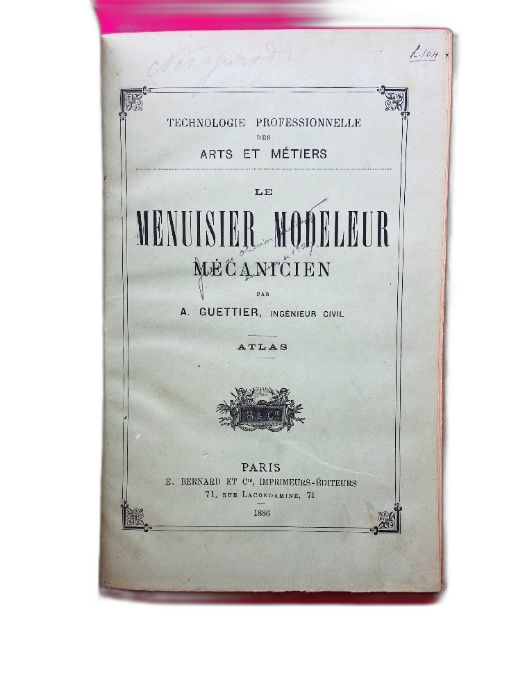 L.104
TECHNOLOGIE PROFESSIONNELLE
DES
ARTS ET MÉTIERS
LE
MENUISIER MODELEUR
MÉCANICIEN
PAR
A. GUETTIER, INGÉNIEUR CIVIL
ATLAS
PARIS
E. BERNARD ET Cie, IMPRIMEURS-ÉDITEURS
71, RUE LACONDAMINE, 71
1886